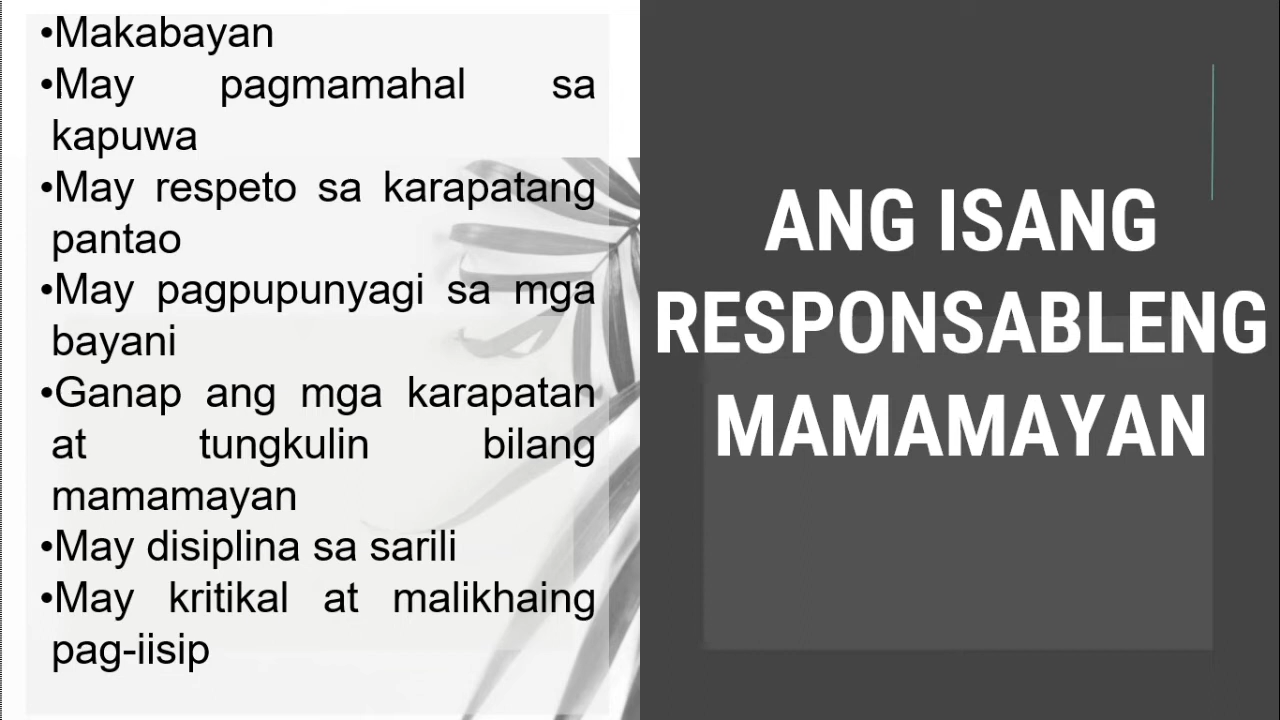 •Makabayan
•May pagmamahal sa
kapuwa
•May respeto sa karapatang
pantao
•May pagpupunyagi sa mga
bayani
•Ganap ang mga karapatan
at tungkulin bilang
mamamayan
•May disiplina sa sarili
•May kritikal at malikhaing
pag-iisip
ANG ISANG
RESPONSABLENG
MAMAMAYAN